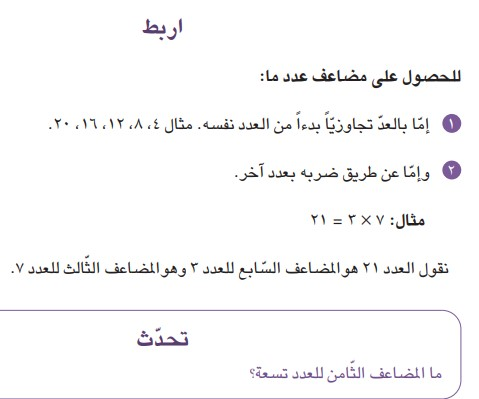 اربط
للحصول على مضاعف عدد ما:
١ إمّا بالعدّ تجاوزيّاً بدءاً من العدد نفسه. مثال ٤، ٨، ١٢، ١٦، ٢٠.
٢ وإمّا عن طريق ضربه بعدد آخر.
مثال: ٧ × ٣ = ٢١
نقول العدد ٢١ هو المضاعف السّابع للعدد ٣ وهو المضاعف الثّالث للعدد ٧.
تحدّث
ما المضاعف الثّامن للعدد تسعة؟